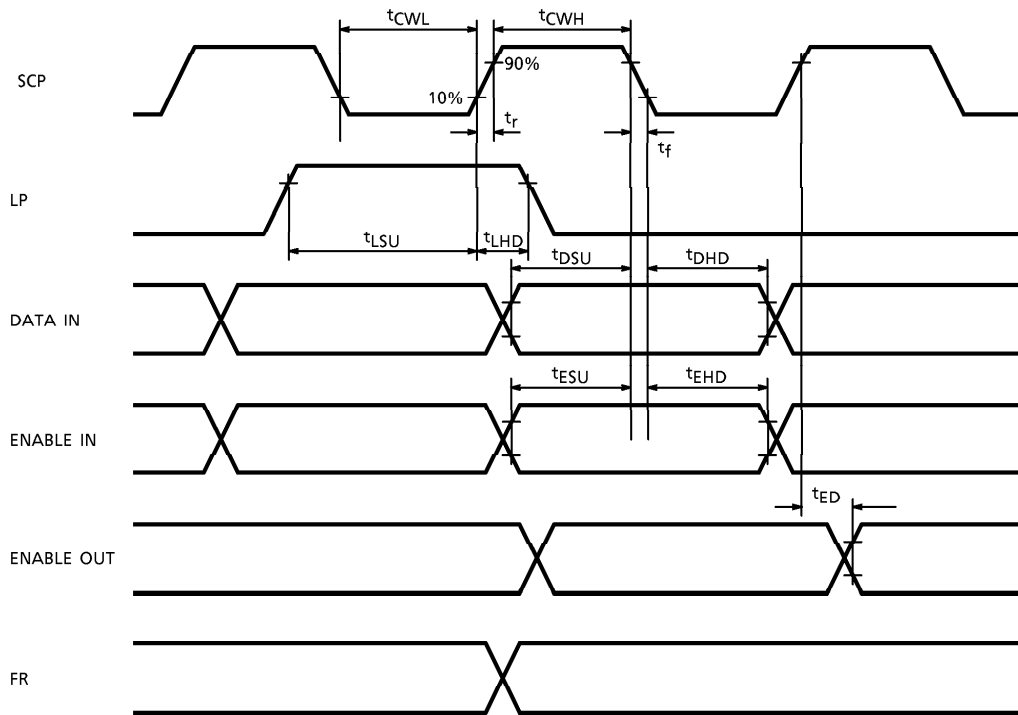 tCWL
tCWH
SCP
90%
10%
tr
tf
LP
tLSU
tLHD
tDSU
tDHD
DATA IN
tESU
tEHD
ENABLE IN
tED
ENABLE OUT
FR